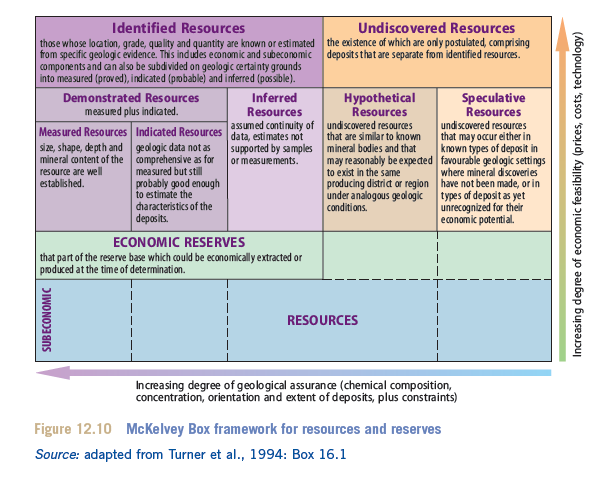 Identified Resources
those whose location, grade, quality and quantity are known or estimated
from specific geologic evidence. This includes economic and subeconomic
components and can also be subdivided on geologic certainty grounds
into measured (proved), indicated (probable) and inferred (possible).
Undiscovered Resources
the existence of which are only postulated, comprising
deposits that are separate from identified resources.
Demonstrated Resources
measured plus indicated.
Measured Resources
size, shape, depth and
mineral content of the
resource are well
established.
Indicated Resources
geologic data not as
comprehensive as for
measured but still
probably good enough
to estimate the
characteristics of the
deposits.
Inferred
Resources
assumed continuity of
data, estimates not
supported by samples
or measurements.
Hypothetical
Resources
undiscovered resources
that are similar to known
mineral bodies and that
may reasonably be expected
to exist in the same
producing district or region
under analogous geologic
conditions.
Speculative
Resources
undiscovered resources
that may occur either in
known types of deposit in
favourable geologic settings
where mineral discoveries
have not been made, or in
types of deposit as yet
unrecognized for their
economic potential.
ECONOMIC RESERVES
that part of the reserve base which could be economically extracted or
produced at the time of determination.
SUBECONOMIC
RESOURCES
Increasing degree of economic feasibility (prices, costs, technology)
Increasing degree of geological assurance (chemical composition,
concentration, orientation and extent of deposits, plus constraints)
Figure 12.10 McKelvey Box framework for resources and reserves
Source: adapted from Turner et al., 1994: Box 16.1